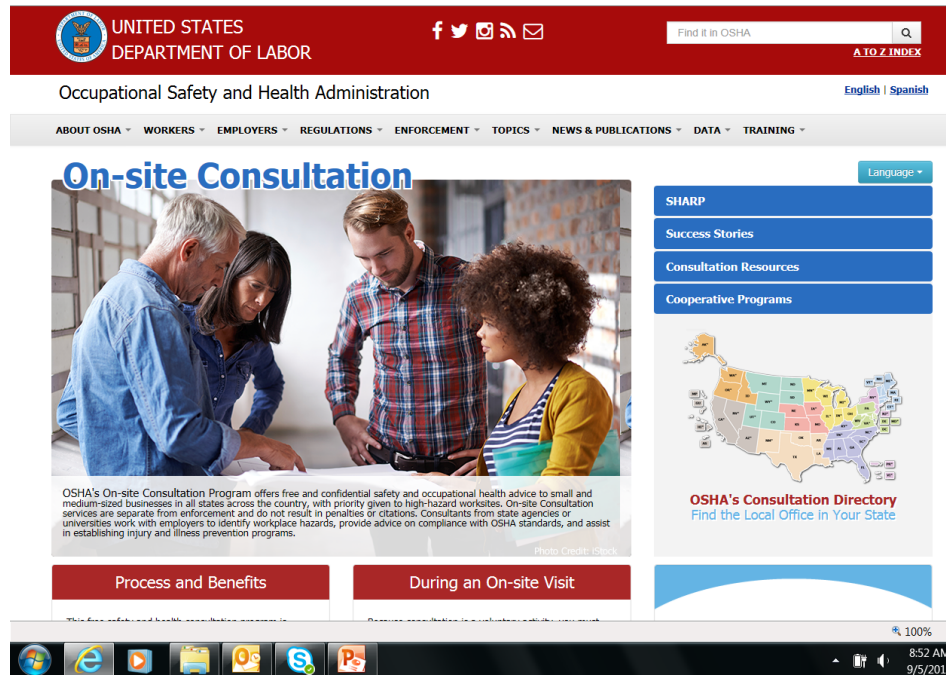 UNITED STATES
DEPARTMENT OF LABOR
Find it in OSHA
A TO Z INDEX
Occupational Safety and Health Administration
English | Spanish
ABOUT OSHA WORKERS EMPLOYERS REGULATIONS ENFORCEMENT TOPICS NEWS & PUBLICATIONS DATA TRAINING
On-site Consultation
Language
SHARP
Success Stories
Consultation Resources
Cooperative Programs
OSHA's Consultation Directory
Find the Local Office in Your State
OSHA's On-site Consultation Program offers free and confidential safety and occupational health advice to small and
medium-sized businesses in all states across the country, with priority given to high-hazard worksites. On-site Consultation
services are separate from enforcement and do not result in penalties or citations. Consultants from state agencies or
universities work with employers to identify workplace hazards, provide advice on compliance with OSHA standards, and assist
in establishing injury and illness prevention programs.
Photo Credit: iStock
Process and Benefits
During an On-site Visit
100%
8:52 AM
9/5/201